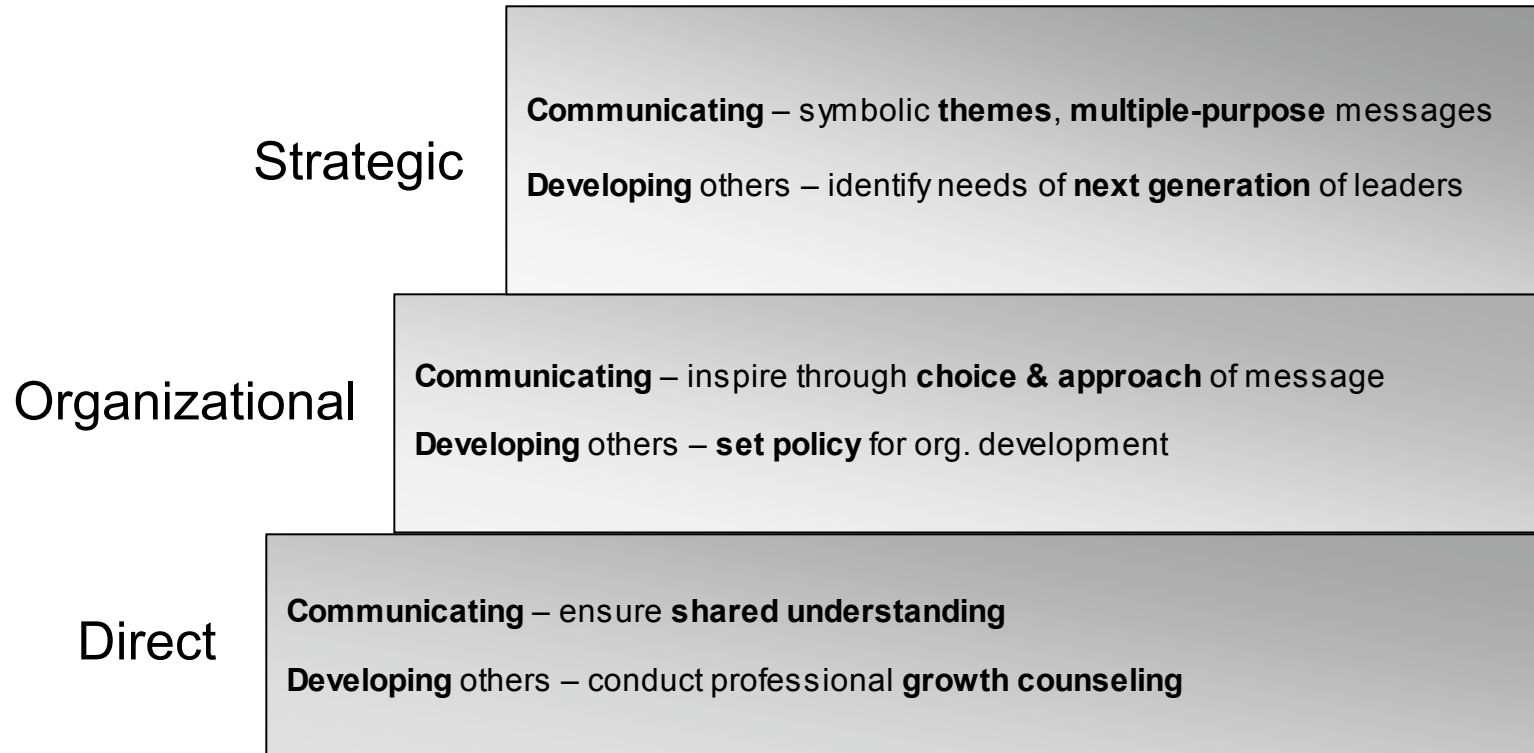 Strategic
Communicating – symbolic themes, multiple-purpose messages
Developing others – identify needs of next generation of leaders
Organizational
Communicating – inspire through choice & approach of message
Developing others – set policy for org. development
Direct
Communicating – ensure shared understanding
Developing others – conduct professional growth counseling